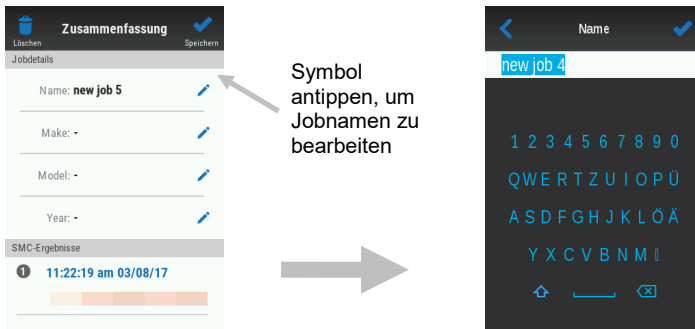 Zusammenfassung
Löschen
Speichern
Jobdetails
Name: new job 5
Make: -
Model: -
Year: -
SMC-Ergebnisse
1 11:22:19 am 03/08/17
Symbol
antippen, um
Jobnamen zu
bearbeiten
Name
new job 4
1 2 3 4 5 6 7 8 9 0
Q W E R T Z U I O P Ü
A S D F G H J K L Ö Ä
Y X C V B N M